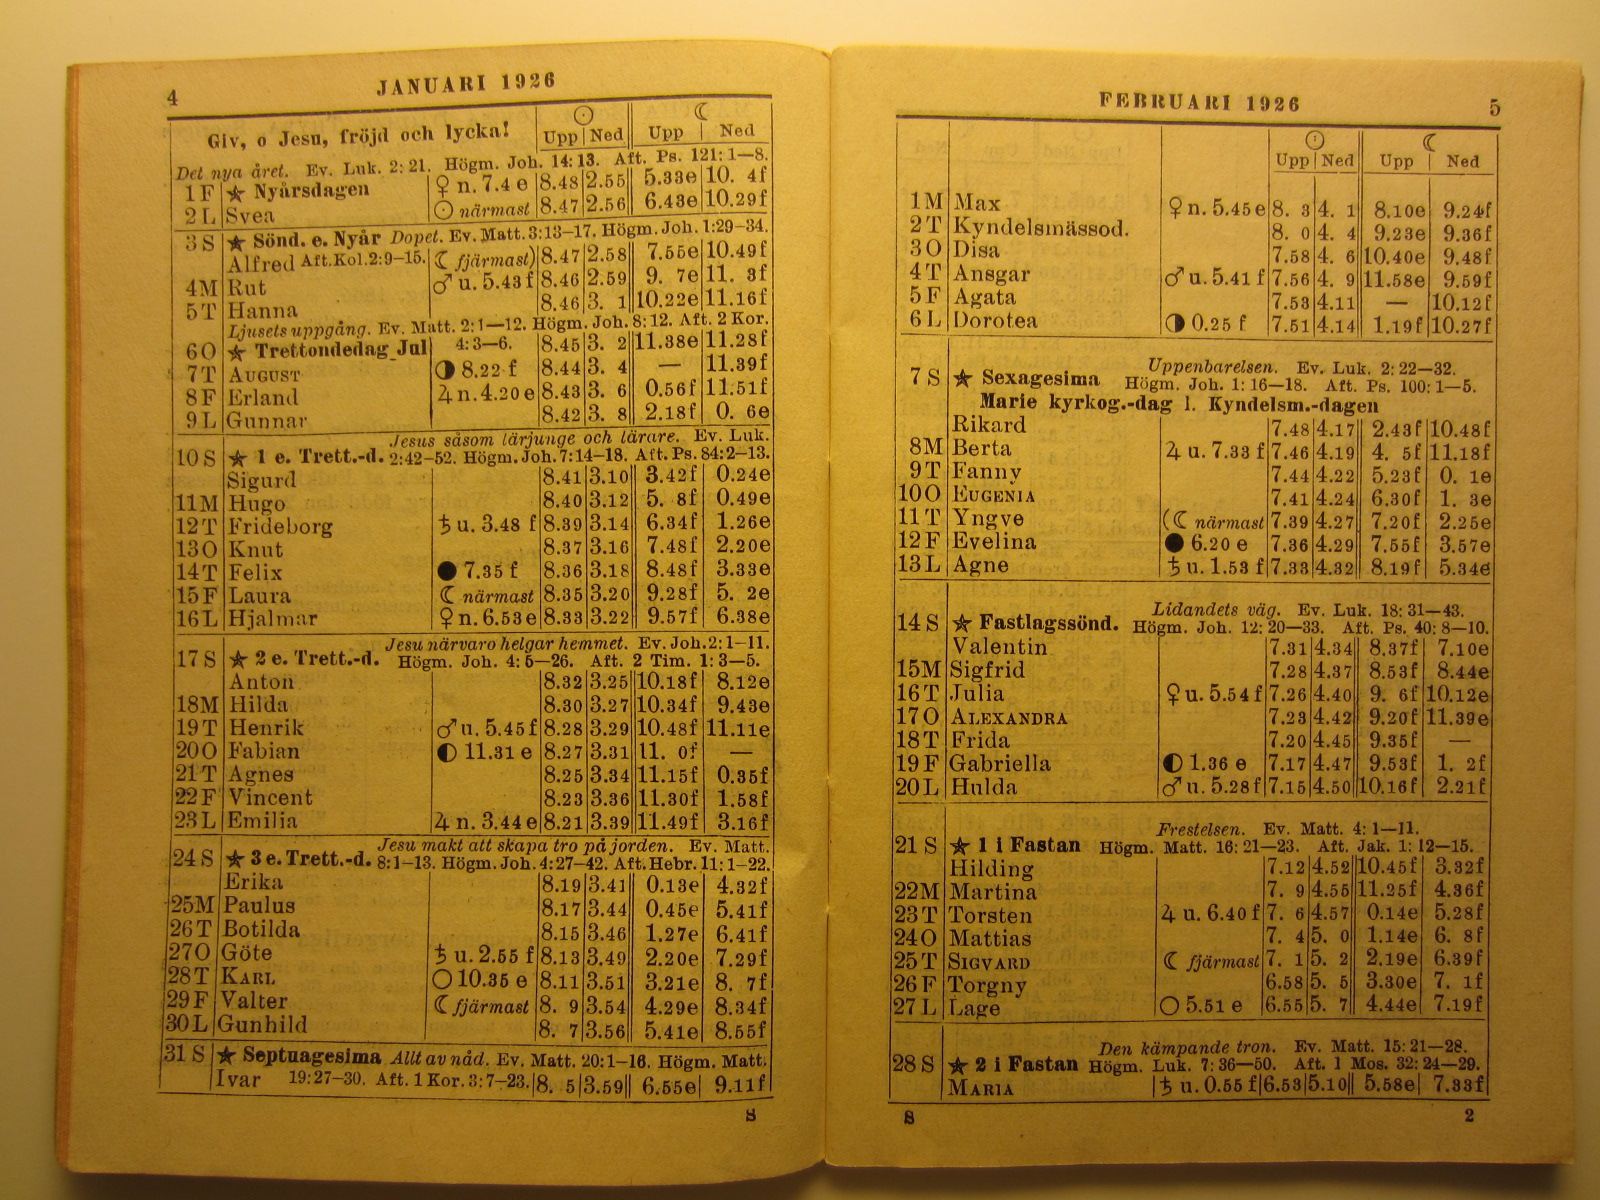 4
JANUARI 1926
Giv, o Jesu, fröjd och lycka!
☉ ☾
Upp Ned Upp Ned
Det nya året. Ev. Luk. 2: 21. Högm. Joh. 14: 13. Aft. Ps. 121: 1—8.
1 F ★ Nyårsdagen ♀ n. 7.4 e 8.48 2.55 5.33e 10. 4f
2 L Svea ☉ närmast 8.47 2.56 6.43e 10.29f
3 S ★ Sönd. e. Nyår Dopet. Ev. Matt. 3: 13—17. Högm. Joh. 1: 29—34.
Alfred Aft. Kol. 2: 9—15. ☾ fjärmast) 8.47 2.58 7.55e 10.49f
4 M Rut ♂ u. 5.43 f 8.46 2.59 9. 7e 11. 3f
5 T Hanna 8.46 3. 1 10.22e 11.16f
Ljusets uppgång. Ev. Matt. 2: 1—12. Högm. Joh. 8: 12. Aft. 2 Kor.
6 O ★ Trettondedag Jul 4: 3—6. 8.45 3. 2 11.38e 11.28f
7 T AUGUST ◑ 8.22 f 8.44 3. 4 — 11.39f
8 F Erland ♃ n. 4.20 e 8.43 3. 6 0.56f 11.51f
9 L Gunnar 8.42 3. 8 2.18f 0. 6e
Jesus såsom lärjunge och lärare. Ev. Luk.
10 S ★ 1 e. Trett.-d. 2: 42—52. Högm. Joh. 7: 14—18. Aft. Ps. 84: 2—13.
Sigurd 8.41 3.10 3.42f 0.24e
11 M Hugo 8.40 3.12 5. 8f 0.49e
12 T Frideborg ♄ u. 3.48 f 8.39 3.14 6.34f 1.26e
13 O Knut 8.37 3.16 7.48f 2.20e
14 T Felix ● 7.35 f 8.36 3.18 8.48f 3.33e
15 F Laura ☾ närmast 8.35 3.20 9.28f 5. 2e
16 L Hjalmar ♀ n. 6.53 e 8.33 3.22 9.57f 6.38e
Jesu närvaro helgar hemmet. Ev. Joh. 2: 1—11.
17 S ★ 2 e. Trett.-d. Högm. Joh. 4: 5—26. Aft. 2 Tim. 1: 3—5.
Anton 8.32 3.25 10.18f 8.12e
18 M Hilda 8.30 3.27 10.34f 9.43e
19 T Henrik ♂ u. 5.45 f 8.28 3.29 10.48f 11.11e
20 O Fabian ◐ 11.31 e 8.27 3.31 11. 0f —
21 T Agnes 8.25 3.34 11.15f 0.35f
22 F Vincent 8.23 3.36 11.30f 1.58f
23 L Emilia ♃ n. 3.44 e 8.21 3.39 11.49f 3.16f
Jesu makt att skapa tro på jorden. Ev. Matt.
24 S ★ 3 e. Trett.-d. 8: 1—13. Högm. Joh. 4: 27—42. Aft. Hebr. 11: 1—22.
Erika 8.19 3.41 0.13e 4.32f
25 M Paulus 8.17 3.44 0.45e 5.41f
26 T Botilda 8.15 3.46 1.27e 6.41f
27 O Göte ♄ u. 2.55 f 8.13 3.49 2.20e 7.29f
28 T KARL ○ 10.35 e 8.11 3.51 3.21e 8. 7f
29 F Valter ☾ fjärmast 8. 9 3.54 4.29e 8.34f
30 L Gunhild 8. 7 3.56 5.41e 8.55f
31 S ★ Septuagesima Allt av nåd. Ev. Matt. 20: 1—16. Högm. Matt.
Ivar 19: 27—30. Aft. 1 Kor. 3: 7—23. 8. 5 3.59 6.55e 9.11f
8
FEBRUARI 1926
5
☉ ☾
Upp Ned Upp Ned
1 M Max ♀ n. 5.45 e 8. 3 4. 1 8.10e 9.24f
2 T Kyndelsmässod. 8. 0 4. 4 9.23e 9.36f
3 O Disa 7.58 4. 6 10.40e 9.48f
4 T Ansgar ♂ u. 5.41 f 7.56 4. 9 11.58e 9.59f
5 F Agata 7.53 4.11 — 10.12f
6 L Dorotea ◑ 0.25 f 7.51 4.14 1.19f 10.27f
Uppenbarelsen. Ev. Luk. 2: 22—32.
7 S ★ Sexagesima Högm. Joh. 1: 16—18. Aft. Ps. 100: 1—5.
Marie kyrkog.-dag l. Kyndelsm.-dagen
Rikard 7.48 4.17 2.43f 10.48f
8 M Berta ♃ u. 7.33 f 7.46 4.19 4. 5f 11.18f
9 T Fanny 7.44 4.22 5.23f 0. 1e
10 O EUGENIA 7.41 4.24 6.30f 1. 3e
11 T Yngve (☾ närmast 7.39 4.27 7.20f 2.25e
12 F Evelina ● 6.20 e 7.36 4.29 7.55f 3.57e
13 L Agne ♄ u. 1.53 f 7.33 4.32 8.19f 5.34e
Lidandets väg. Ev. Luk. 18: 31—43.
14 S ★ Fastlagssönd. Högm. Joh. 12: 20—33. Aft. Ps. 40: 8—10.
Valentin 7.31 4.34 8.37f 7.10e
15 M Sigfrid 7.28 4.37 8.53f 8.44e
16 T Julia ♀ u. 5.54 f 7.26 4.40 9. 6f 10.12e
17 O ALEXANDRA 7.23 4.42 9.20f 11.39e
18 T Frida 7.20 4.45 9.35f —
19 F Gabriella ◐ 1.36 e 7.17 4.47 9.53f 1. 2f
20 L Hulda ♂ u. 5.28 f 7.15 4.50 10.16f 2.21f
Frestelsen. Ev. Matt. 4: 1—11.
21 S ★ 1 i Fastan Högm. Matt. 16: 21—23. Aft. Jak. 1: 12—15.
Hilding 7.12 4.52 10.45f 3.32f
22 M Martina 7. 9 4.55 11.25f 4.36f
23 T Torsten ♃ u. 6.40 f 7. 6 4.57 0.14e 5.28f
24 O Mattias 7. 4 5. 0 1.14e 6. 8f
25 T SIGVARD ☾ fjärmast 7. 1 5. 2 2.19e 6.39f
26 F Torgny 6.58 5. 5 3.30e 7. 1f
27 L Lage ○ 5.51 e 6.55 5. 7 4.44e 7.19f
Den kämpande tron. Ev. Matt. 15: 21—28.
28 S ★ 2 i Fastan Högm. Luk. 7: 36—50. Aft. 1 Mos. 32: 24—29.
MARIA ♄ u. 0.55 f 6.53 5.10 5.58e 7.33f
8 2